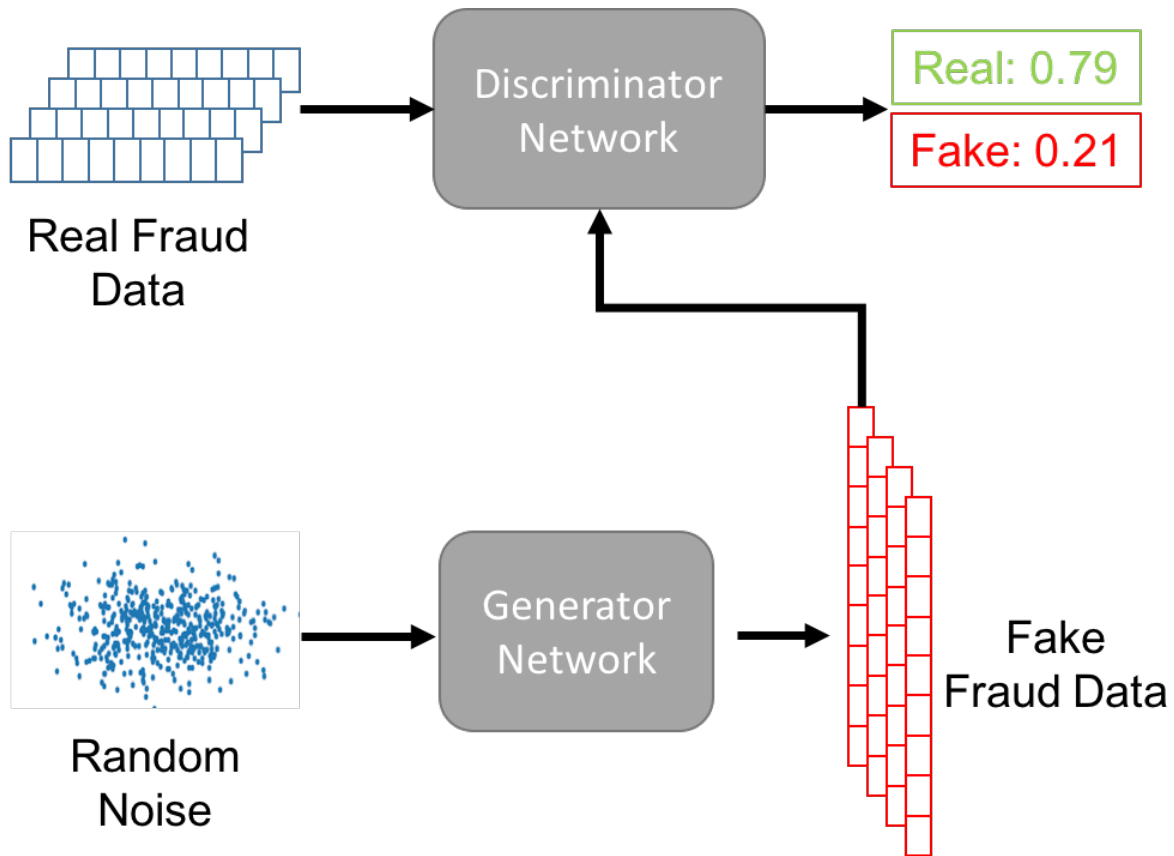 Discriminator
Network
Real: 0.79
Fake: 0.21
Real Fraud
Data
Generator
Network
Fake
Fraud Data
Random
Noise